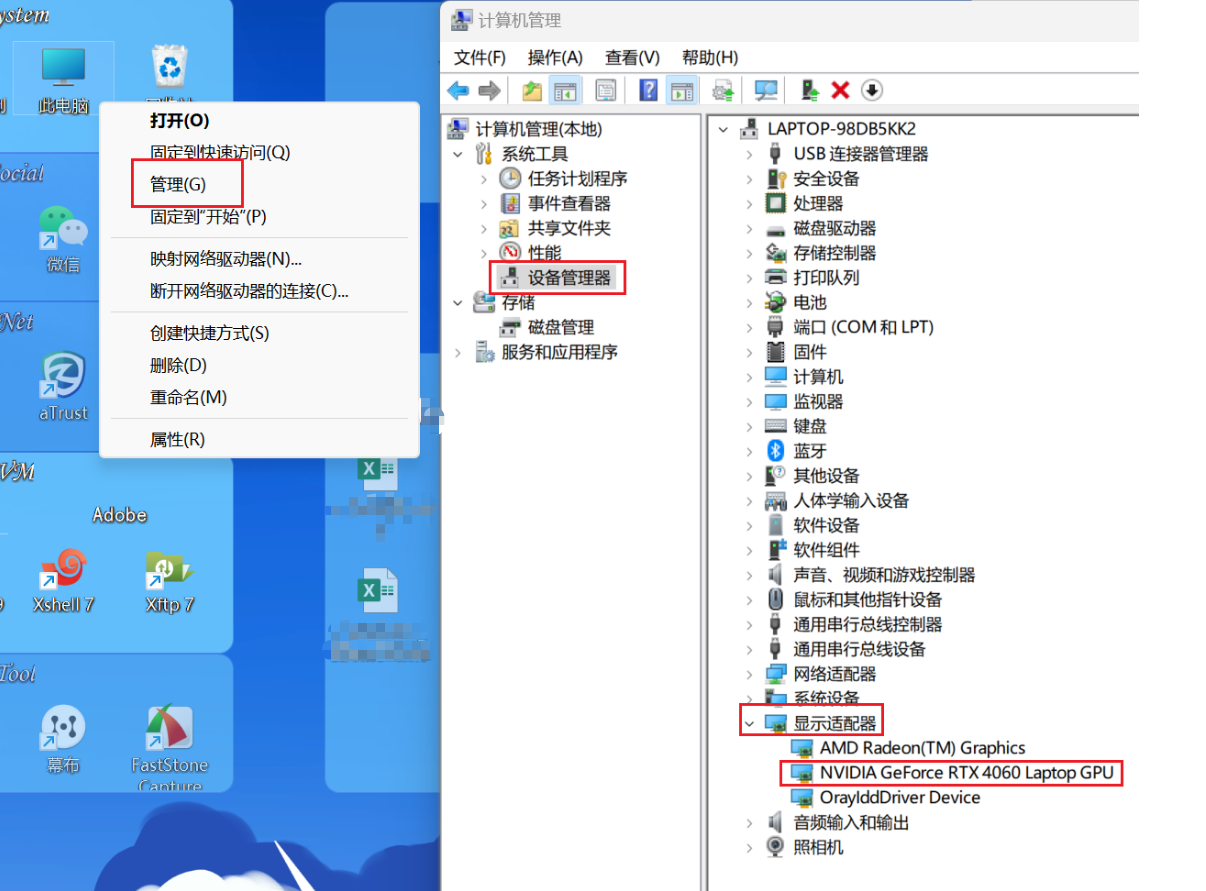 此电脑
微信
aTrust
Adobe
Xshell 7
Xftp 7
Tool
幕布
FastStone
Capture
打开(O)
固定到快速访问(Q)
管理(G)
固定到"开始"(P)
映射网络驱动器(N)...
断开网络驱动器的连接(C)...
创建快捷方式(S)
删除(D)
重命名(M)
属性(R)
计算机管理
文件(F) 操作(A) 查看(V) 帮助(H)
计算机管理(本地)
系统工具
任务计划程序
事件查看器
共享文件夹
性能
设备管理器
存储
磁盘管理
服务和应用程序
LAPTOP-98DB5KK2
USB 连接器管理器
安全设备
处理器
磁盘驱动器
存储控制器
打印队列
电池
端口 (COM 和 LPT)
固件
计算机
监视器
键盘
蓝牙
其他设备
人体学输入设备
软件设备
软件组件
声音、视频和游戏控制器
鼠标和其他指针设备
通用串行总线控制器
通用串行总线设备
网络适配器
系统设备
显示适配器
AMD Radeon(TM) Graphics
NVIDIA GeForce RTX 4060 Laptop GPU
OrayIddDriver Device
音频输入和输出
照相机